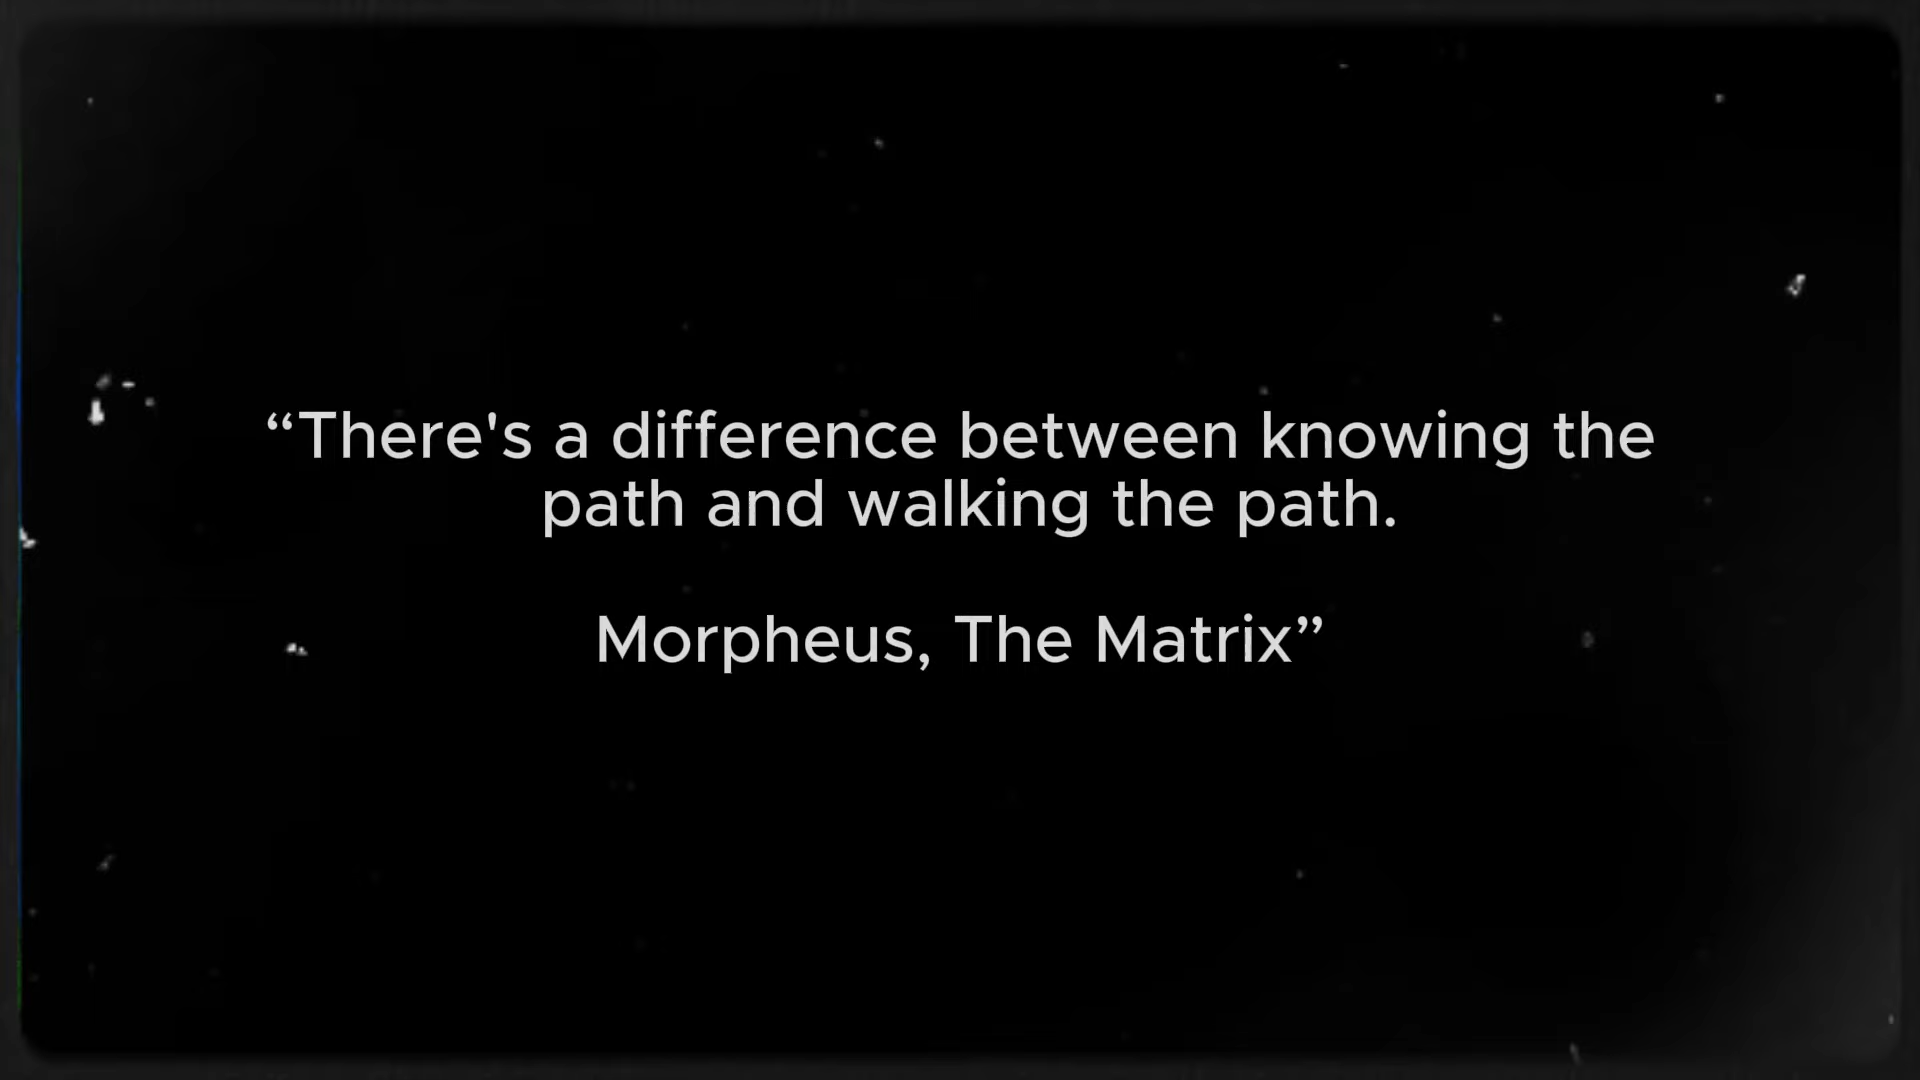 “There's a difference between knowing the
path and walking the path.
Morpheus, The Matrix”